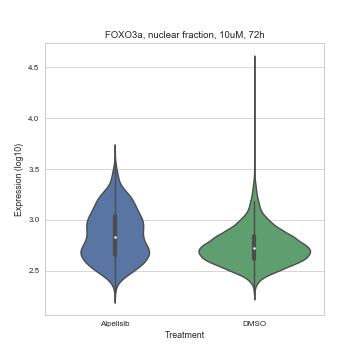 FOXO3a, nuclear fraction, 10uM, 72h
4.5
4.0
3.5
3.0
2.5
Expression (log10)
Alpelisib
DMSO
Treatment